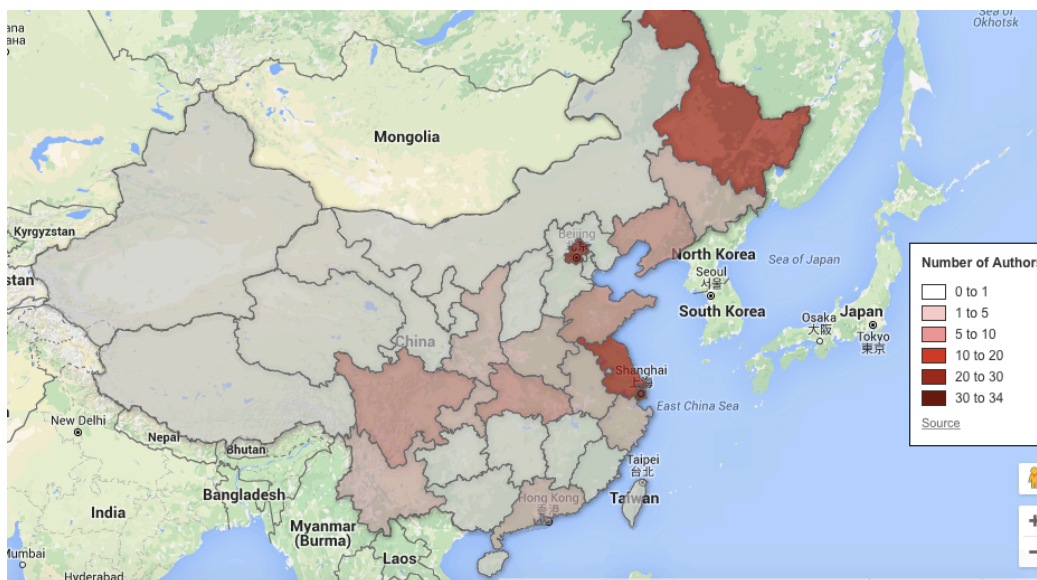 Sea of
Okhotsk
Mongolia
Kyrgyzstan
stan
Beijing
北京
North Korea
Sea of Japan
Seoul
서울
South Korea
Japan
Osaka
大阪
Tokyo
東京
China
Shanghai
上海
East China Sea
New Delhi
Nepal
Bhutan
Taipei
台北
Taiwan
Hong Kong
香港
Bangladesh
India
Myanmar
(Burma)
Laos
Mumbai
Hyderabad
Number of Authors
0 to 1
1 to 5
5 to 10
10 to 20
20 to 30
30 to 34
Source